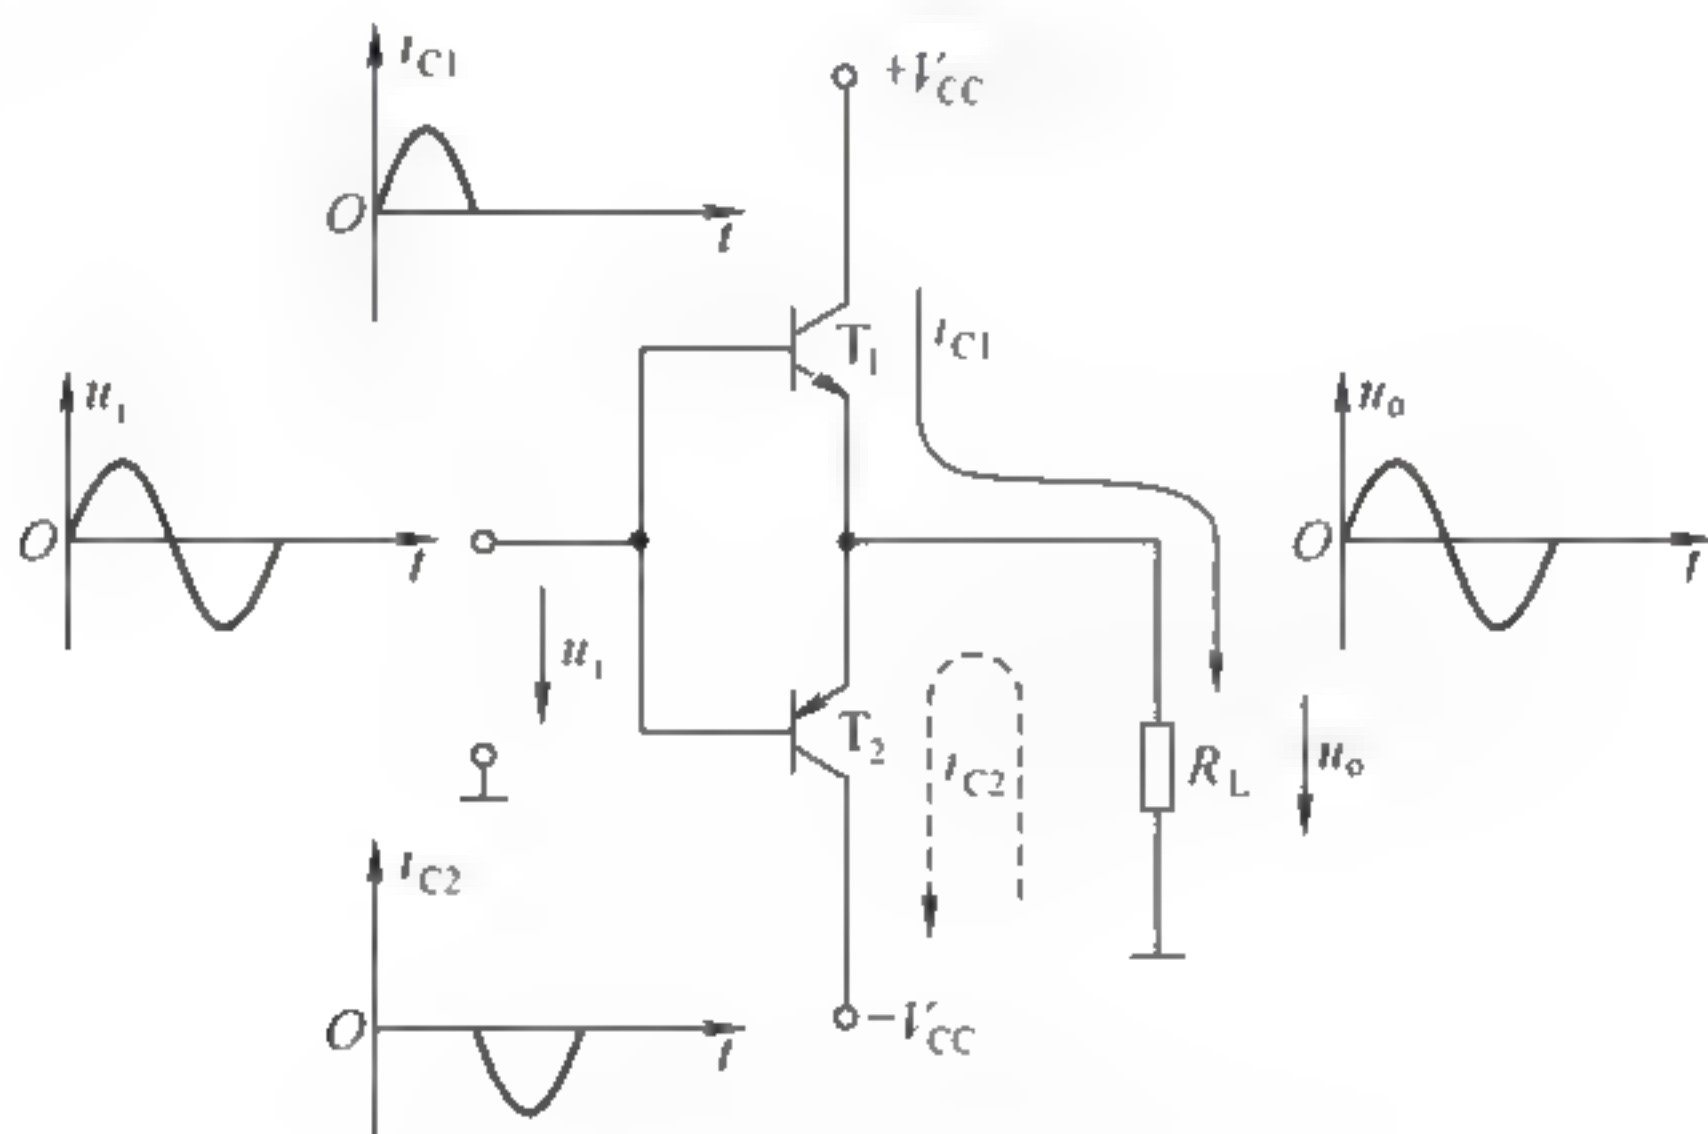 i_C1
+V_CC
O
t
T_1
i_C1
u_i
u_o
O
t
O
t
u_i
T_2
i_C2
R_L
u_o
i_C2
O
t
-V_CC